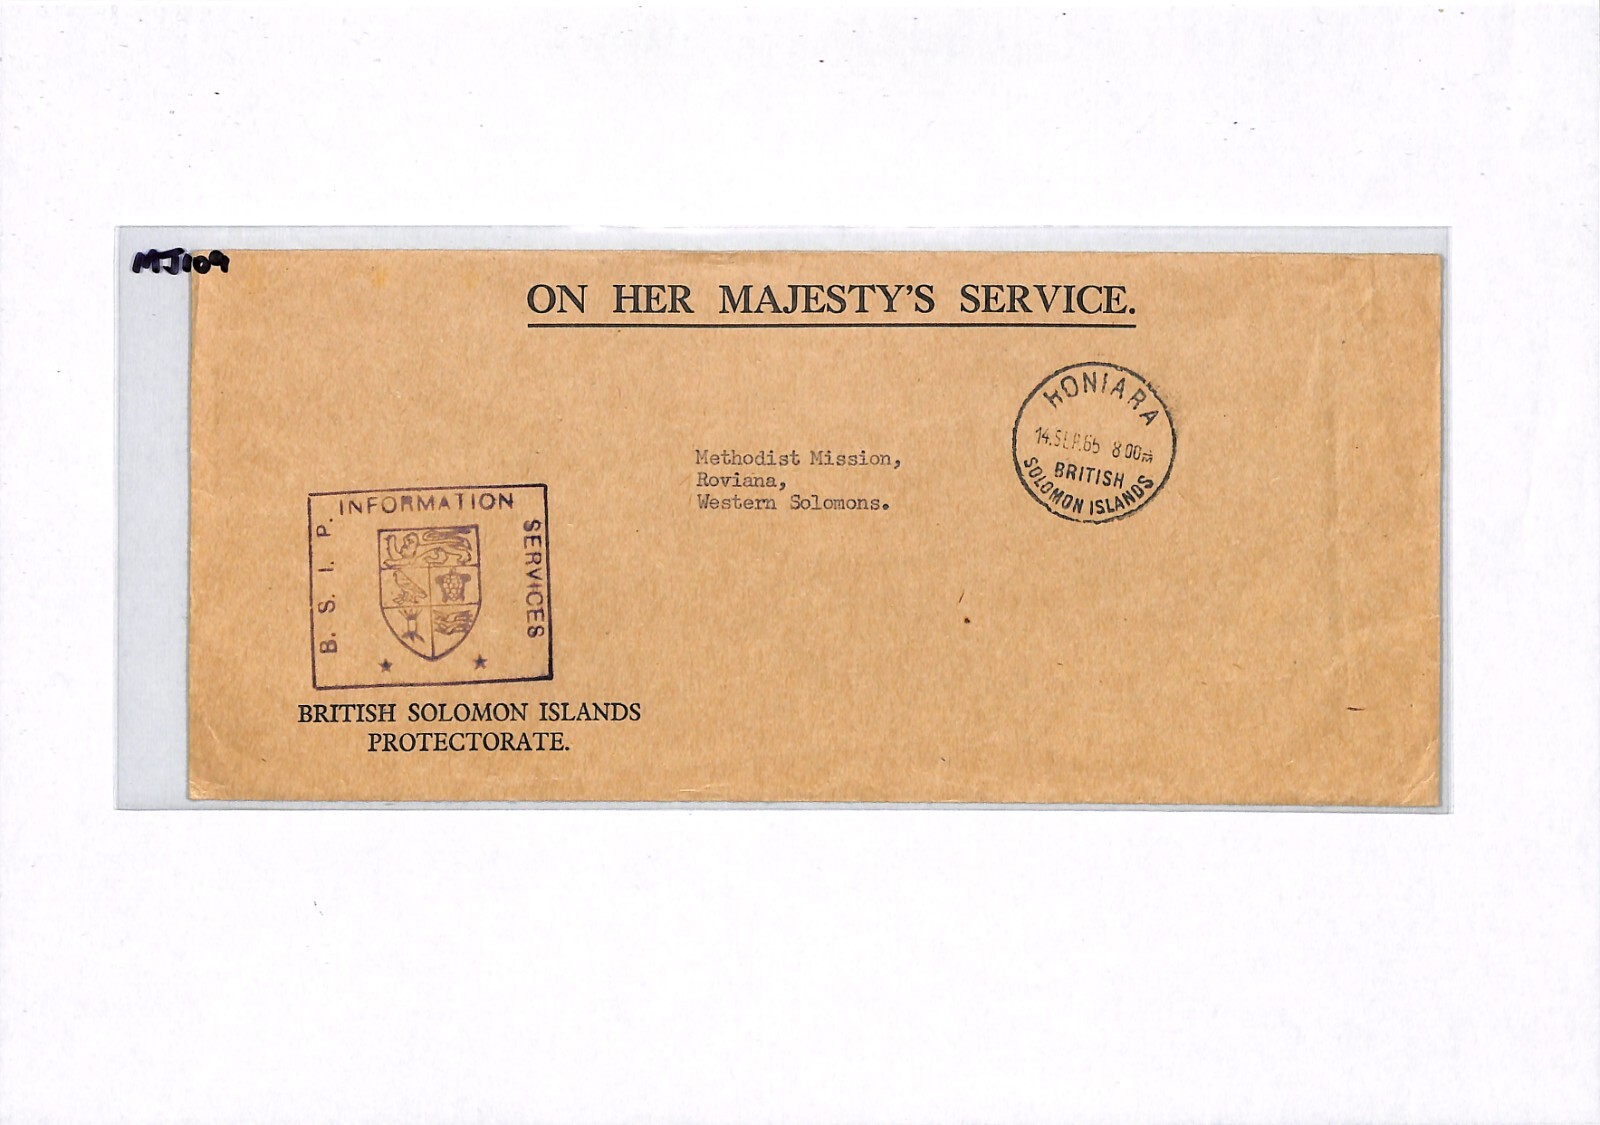 MJ109
ON HER MAJESTY'S SERVICE.
HONIARA
14.SEP.65 8 00
BRITISH
SOLOMON ISLANDS
Methodist Mission,
Roviana,
Western Solomons.
B. S. I. P. INFORMATION SERVICES
BRITISH SOLOMON ISLANDS
PROTECTORATE.